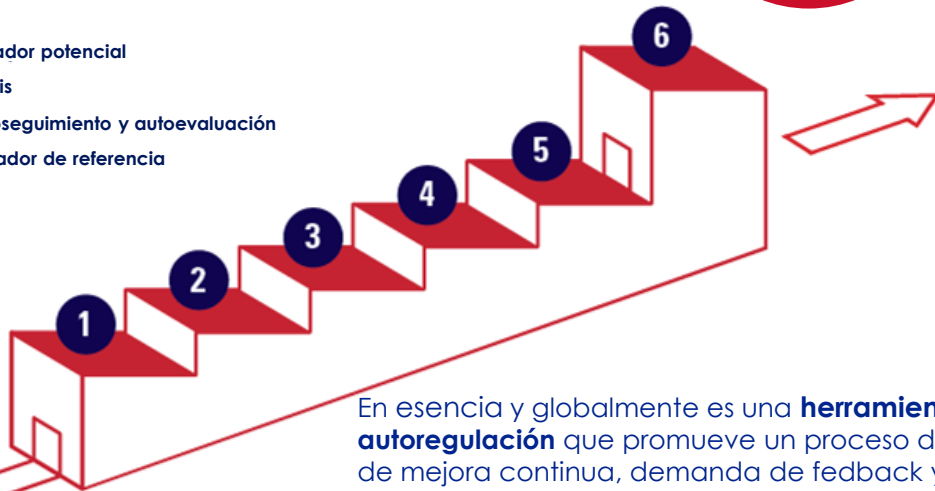 ador potencial
is
seguimiento y autoevaluación
ador de referencia
6
5
4
3
2
1
En esencia y globalmente es una herramien
autoregulación que promueve un proceso d
de mejora continua, demanda de fedback y